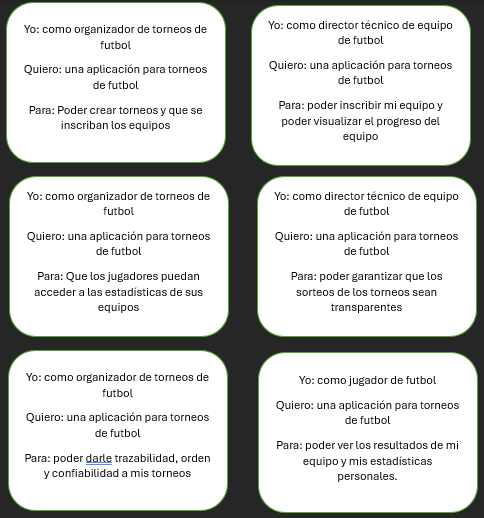 Yo: como organizador de torneos de
futbol
Quiero: una aplicación para torneos
de futbol
Para: Poder crear torneos y que se
inscriban los equipos
Yo: como director técnico de equipo
de futbol
Quiero: una aplicación para torneos
de futbol
Para: poder inscribir mi equipo y
poder visualizar el progreso del
equipo
Yo: como organizador de torneos de
futbol
Quiero: una aplicación para torneos
de futbol
Para: Que los jugadores puedan
acceder a las estadísticas de sus
equipos
Yo: como director técnico de equipo
de futbol
Quiero: una aplicación para torneos
de futbol
Para: poder garantizar que los
sorteos de los torneos sean
transparentes
Yo: como organizador de torneos de
futbol
Quiero: una aplicación para torneos
de futbol
Para: poder darle trazabilidad, orden
y confiabilidad a mis torneos
Yo: como jugador de futbol
Quiero: una aplicación para torneos
de futbol
Para: poder ver los resultados de mi
equipo y mis estadísticas
personales.